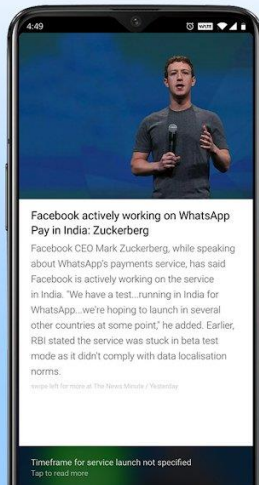 4:49
Facebook actively working on WhatsApp
Pay in India: Zuckerberg
Facebook CEO Mark Zuckerberg, while speaking
about WhatsApp's payments service, has said
Facebook is actively working on the service
in India. "We have a test...running in India for
WhatsApp...we're hoping to launch in several
other countries at some point," he added. Earlier,
RBI stated the service was stuck in beta test
mode as it didn't comply with data localisation
norms.
swipe left for more at The News Minute / Yesterday
Timeframe for service launch not specified
Tap to read more